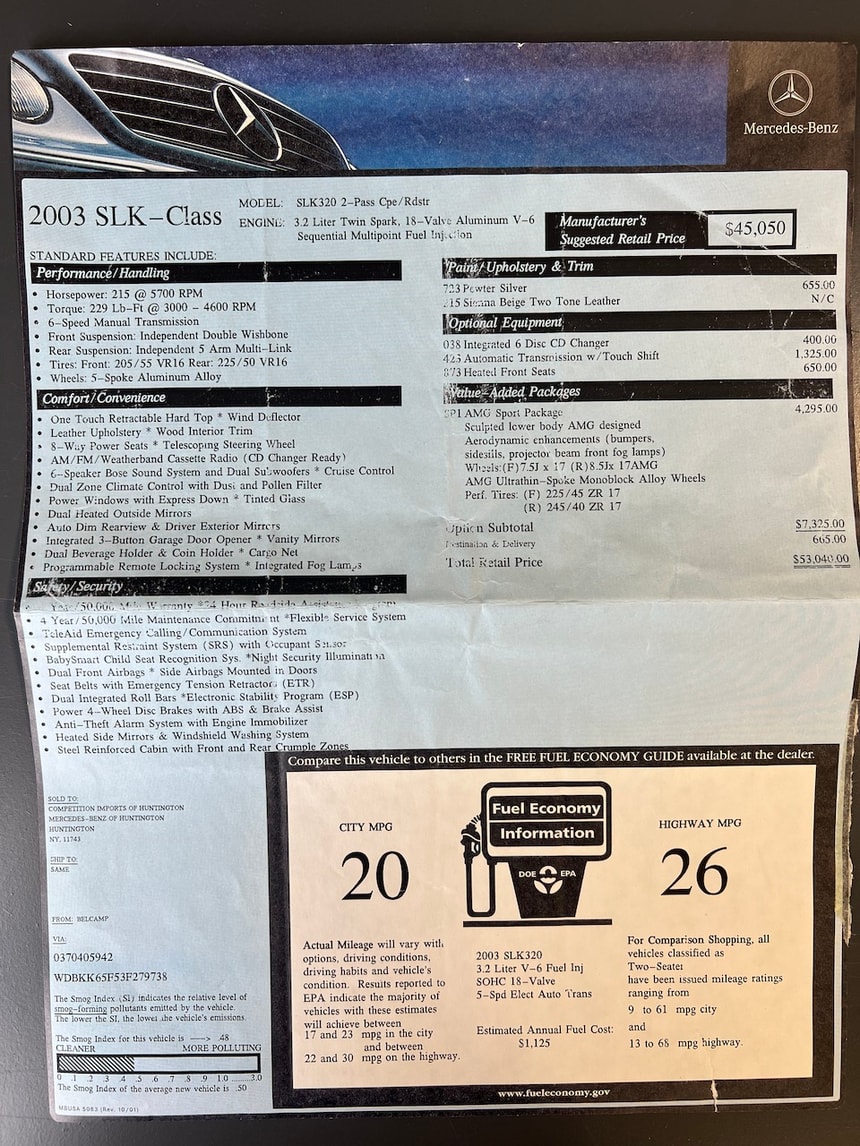 Mercedes-Benz
2003 SLK-Class
MODEL: SLK320 2-Pass Cpe/Rdstr
ENGINE: 3.2 Liter Twin Spark, 18-Valve Aluminum V-6
Sequential Multipoint Fuel Injection
Manufacturer's
Suggested Retail Price
$45,050
STANDARD FEATURES INCLUDE:
Performance/Handling
• Horsepower: 215 @ 5700 RPM
• Torque: 229 Lb-Ft @ 3000 - 4600 RPM
• 6-Speed Manual Transmission
• Front Suspension: Independent Double Wishbone
• Rear Suspension: Independent 5 Arm Multi-Link
• Tires: Front: 205/55 VR16 Rear: 225/50 VR16
• Wheels: 5-Spoke Aluminum Alloy
Comfort/Convenience
• One Touch Retractable Hard Top * Wind Deflector
• Leather Upholstery * Wood Interior Trim
• 8-Way Power Seats * Telescoping Steering Wheel
• AM/FM/Weatherband Cassette Radio (CD Changer Ready)
• 6-Speaker Bose Sound System and Dual Subwoofers * Cruise Control
• Dual Zone Climate Control with Dust and Pollen Filter
• Power Windows with Express Down * Tinted Glass
• Dual Heated Outside Mirrors
• Auto Dim Rearview & Driver Exterior Mirrors
• Integrated 3-Button Garage Door Opener * Vanity Mirrors
• Dual Beverage Holder & Coin Holder * Cargo Net
• Programmable Remote Locking System * Integrated Fog Lamps
Safety/Security
Year/50,000 Mile Warranty *24 Hour Roadside Assistance Program
• 4 Year/50,000 Mile Maintenance Commitment *Flexible Service System
• TeleAid Emergency Calling/Communication System
• Supplemental Restraint System (SRS) with Occupant Sensor
• BabySmart Child Seat Recognition Sys. *Night Security Illumination
• Dual Front Airbags * Side Airbags Mounted in Doors
• Seat Belts with Emergency Tension Retractor (ETR)
• Dual Integrated Roll Bars *Electronic Stability Program (ESP)
• Power 4-Wheel Disc Brakes with ABS & Brake Assist
• Anti-Theft Alarm System with Engine Immobilizer
• Heated Side Mirrors & Windshield Washing System
• Steel Reinforced Cabin with Front and Rear Crumple Zones
Paint/Upholstery & Trim
723 Pewter Silver 655.00
215 Sienna Beige Two Tone Leather N/C
Optional Equipment
038 Integrated 6 Disc CD Changer 400.00
423 Automatic Transmission w/Touch Shift 1,325.00
873 Heated Front Seats 650.00
Value-Added Packages
SP1 AMG Sport Package 4,295.00
Sculpted lower body AMG designed
Aerodynamic enhancements (bumpers,
sidesills, projector beam front fog lamps)
Wheels:(F)7.5J x 17 (R)8.5Jx 17AMG
AMG Ultrathin-Spoke Monoblock Alloy Wheels
Perf. Tires: (F) 225/45 ZR 17
(R) 245/40 ZR 17
Option Subtotal $7,325.00
Destination & Delivery 665.00
Total Retail Price $53,040.00
SOLD TO:
COMPETITION IMPORTS OF HUNTINGTON
MERCEDES-BENZ OF HUNTINGTON
HUNTINGTON
NY, 11743
SHIP TO:
SAME
FROM: BELCAMP
VIA:
0370405942
WDBKK65F53F279738
The Smog Index (SI) indicates the relative level of
smog-forming pollutants emitted by the vehicle.
The lower the SI, the lower the vehicle's emissions.
The Smog Index for this vehicle is ----> .48
CLEANER MORE POLLUTING
0 .1 .2 .3 .4 .5 .6 .7 .8 .9 1.0 ........3.0
The Smog Index of the average new vehicle is .50
MBUSA 5083 (Rev. 10/01)
Compare this vehicle to others in the FREE FUEL ECONOMY GUIDE available at the dealer.
CITY MPG
20
Fuel Economy
Information
DOE EPA
HIGHWAY MPG
26
Actual Mileage will vary with
options, driving conditions,
driving habits and vehicle's
condition. Results reported to
EPA indicate the majority of
vehicles with these estimates
will achieve between
17 and 23 mpg in the city
and between
22 and 30 mpg on the highway.
2003 SLK320
3.2 Liter V-6 Fuel Inj
SOHC 18-Valve
5-Spd Elect Auto Trans
Estimated Annual Fuel Cost:
$1,125
For Comparison Shopping, all
vehicles classified as
Two-Seater
have been issued mileage ratings
ranging from
9 to 61 mpg city
and
13 to 68 mpg highway.
www.fueleconomy.gov